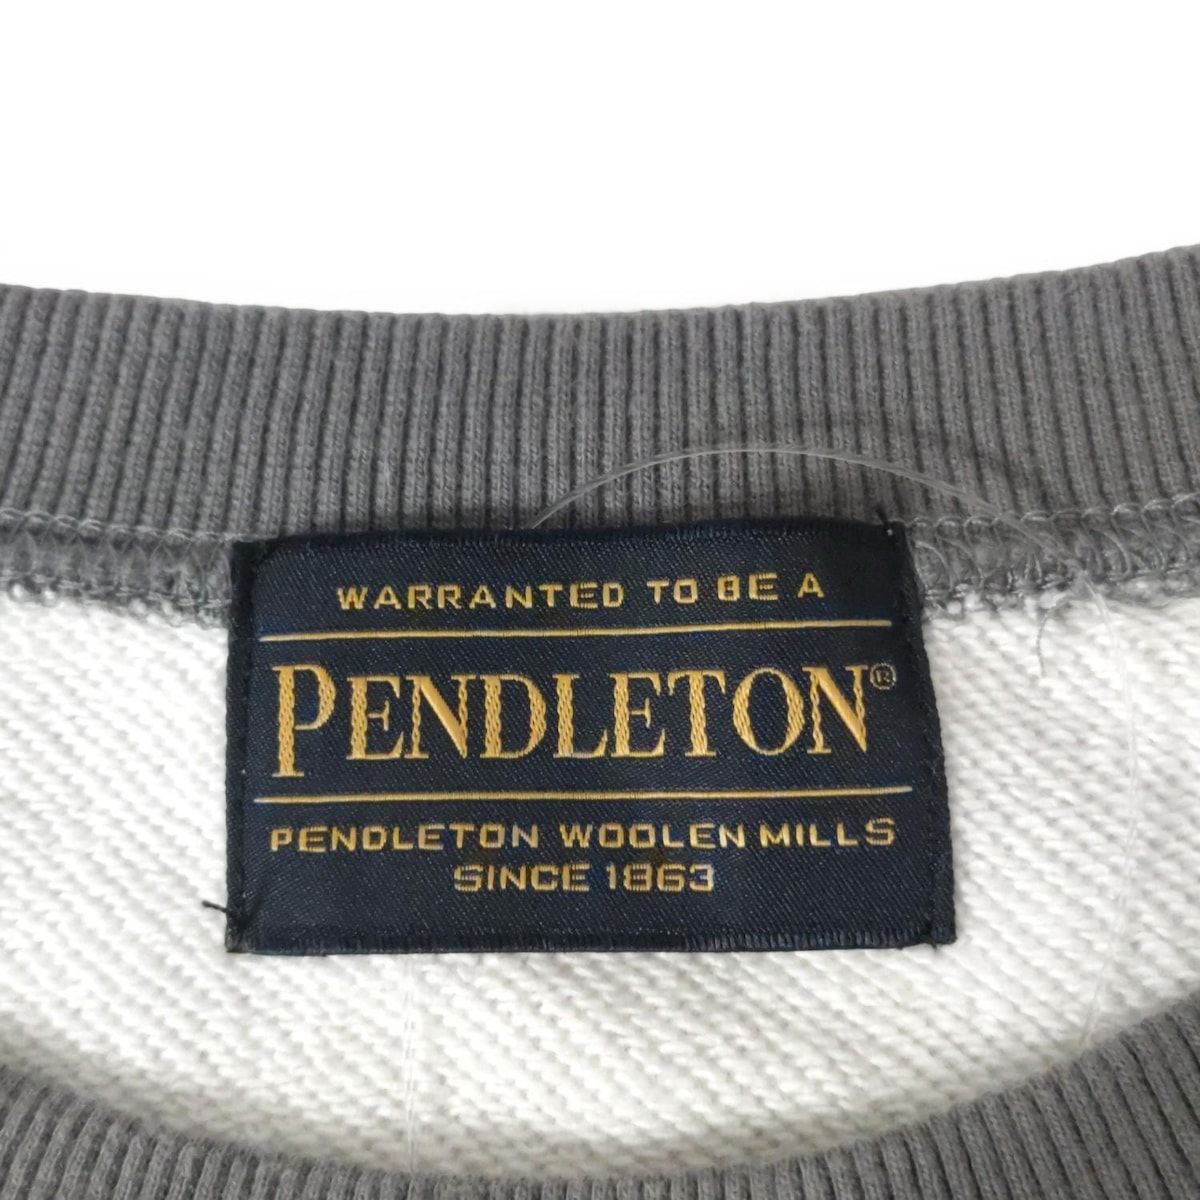 WARRANTED TO BE A
PENDLETON®
PENDLETON WOOLEN MILLS
SINCE 1863